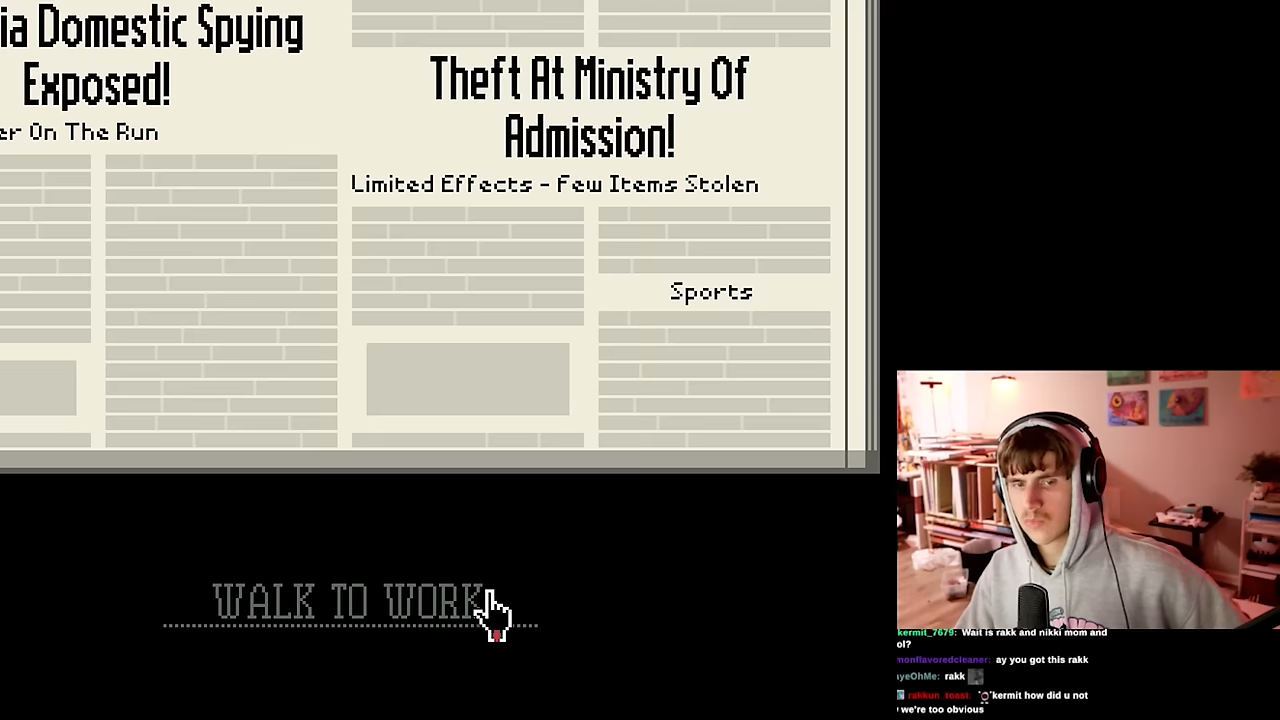 ia Domestic Spying
Exposed!
er On The Run
Theft At Ministry Of
Admission!
Limited Effects - Few Items Stolen
Sports
WALK TO WORK
kermit_7679: Wait is rakk and nikki mom and
ol?
monflavoredcleaner: ay you got this rakk
ayeOhMe: rakk
rakkun_toast: kermit how did u not
we're too obvious